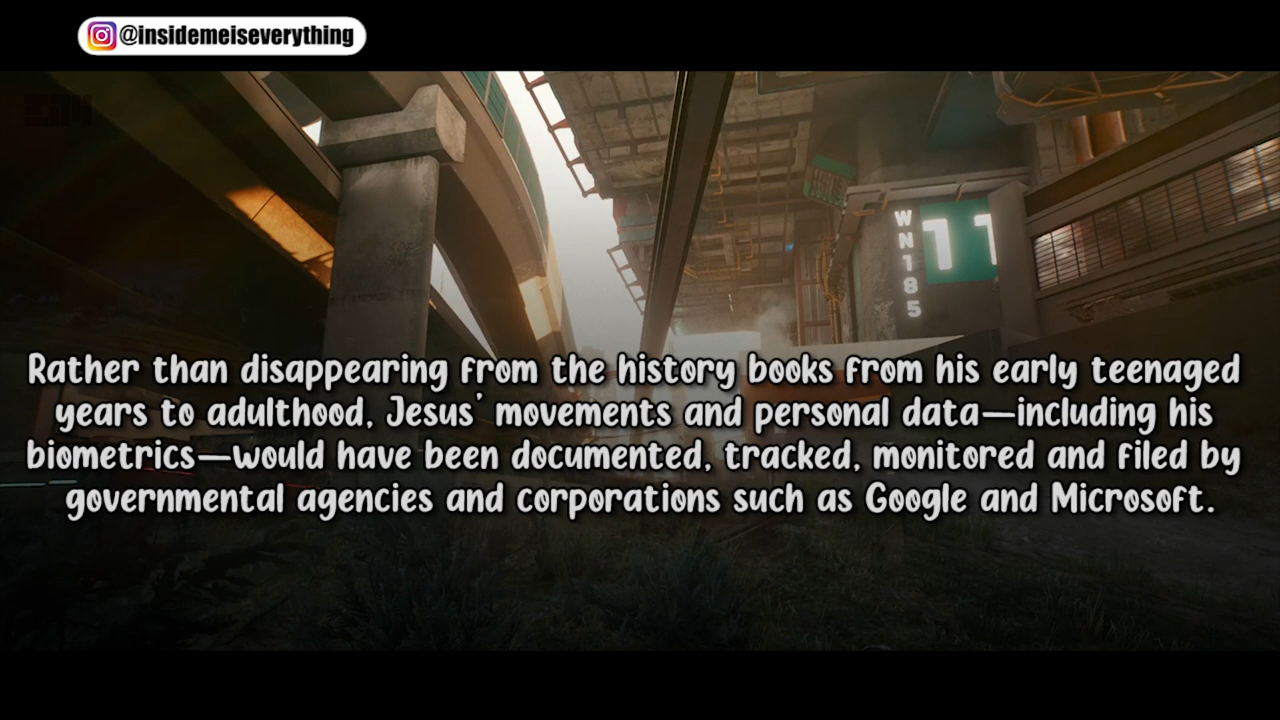 @insidemeiseverything
WN185
11
Rather than disappearing from the history books from his early teenaged
years to adulthood, Jesus' movements and personal data—including his
biometrics—would have been documented, tracked, monitored and filed by
governmental agencies and corporations such as Google and Microsoft.